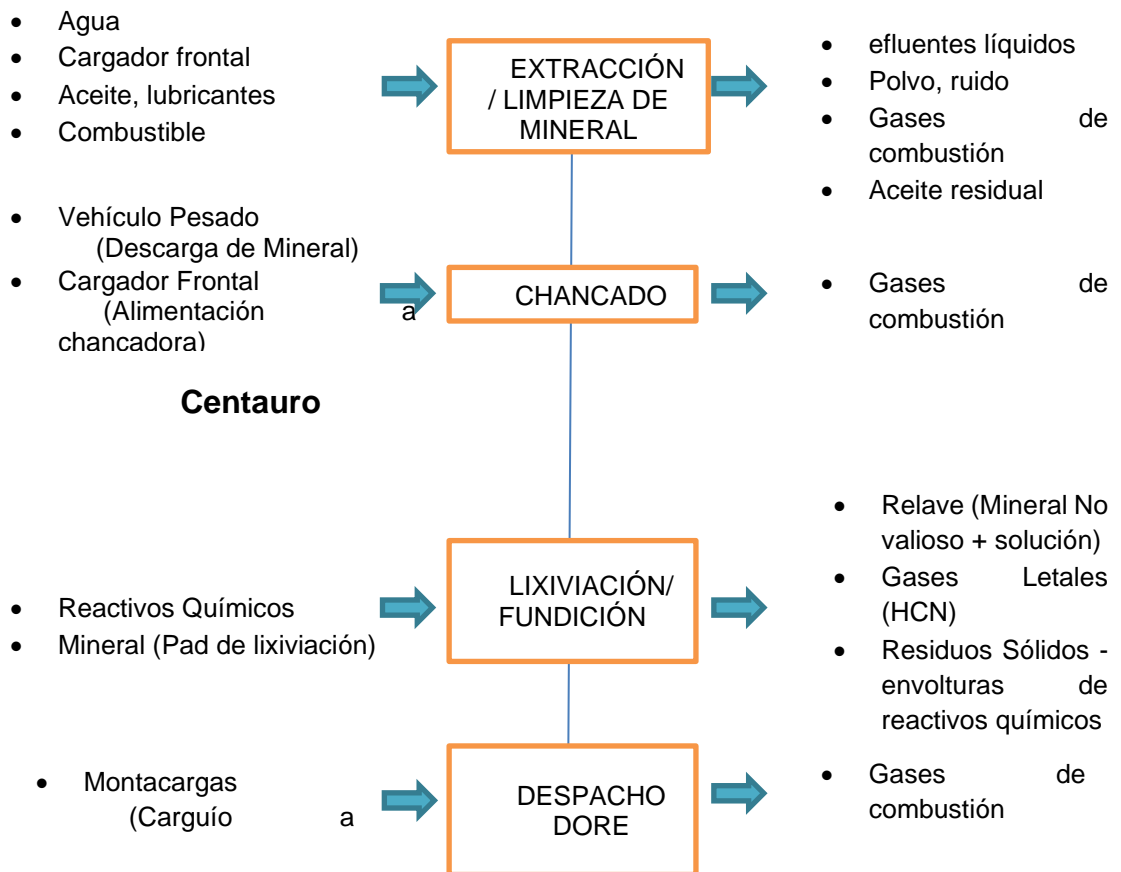 • Agua
• Cargador frontal
• Aceite, lubricantes
• Combustible
EXTRACCIÓN
/ LIMPIEZA DE
MINERAL
• efluentes líquidos
• Polvo, ruido
• Gases de
combustión
• Aceite residual
• Vehículo Pesado
(Descarga de Mineral)
• Cargador Frontal
(Alimentación a
chancadora)
CHANCADO
• Gases de
combustión
Centauro
• Reactivos Químicos
• Mineral (Pad de lixiviación)
LIXIVIACIÓN/
FUNDICIÓN
• Relave (Mineral No
valioso + solución)
• Gases Letales
(HCN)
• Residuos Sólidos -
envolturas de
reactivos químicos
• Montacargas
(Carguío a
DESPACHO
DORE
• Gases de
combustión